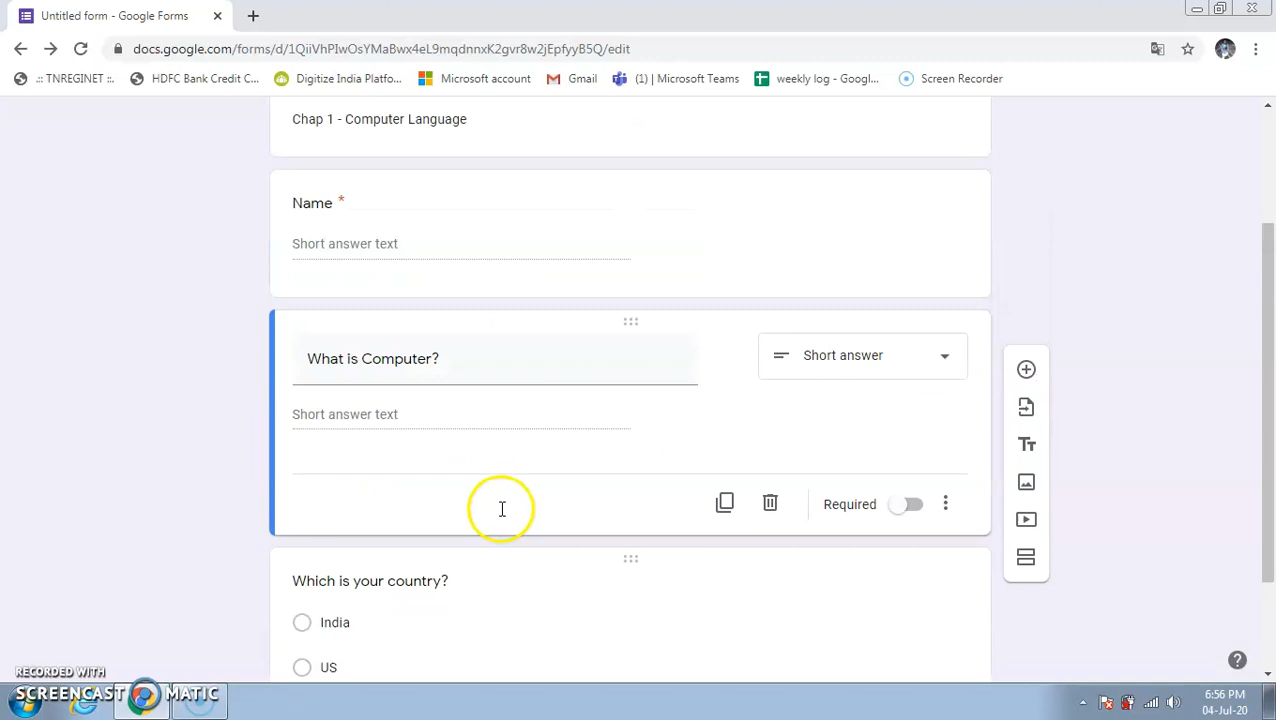 Untitled form - Google Forms
docs.google.com/forms/d/1QiiVhPIwOsYMaBwx4eL9mqdnnxK2gvr8w2jEpfyyB5Q/edit
.:: TNREGINET ::.
HDFC Bank Credit C...
Digitize India Platfo...
Microsoft account
Gmail
(1) | Microsoft Teams
weekly log - Googl...
Screen Recorder
Chap 1 - Computer Language
Name *
Short answer text
What is Computer?
Short answer
Short answer text
Required
Which is your country?
India
US
RECORDED WITH
SCREENCAST MATIC
6:56 PM
04-Jul-20